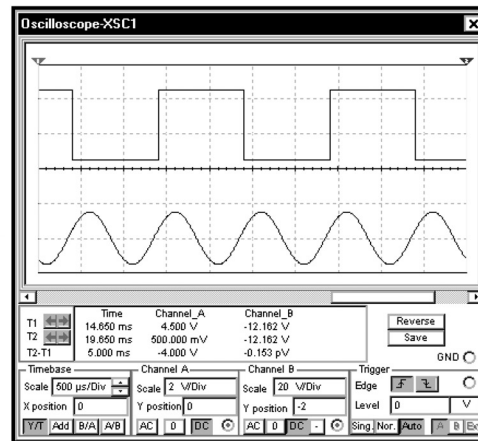 Oscilloscope-XSC1
Time Channel_A Channel_B
T1 14.650 ms 4.500 V -12.162 V
T2 19.650 ms 500.000 mV -12.162 V
T2-T1 5.000 ms -4.000 V -0.153 pV
Reverse
Save
GND
Timebase
Scale 500 µs/Div
X position 0
Y/T Add B/A A/B
Channel A
Scale 2 V/Div
Y position 0
AC 0 DC
Channel B
Scale 20 V/Div
Y position -2
AC 0 DC -
Trigger
Edge
Level 0 V
Sing. Nor. Auto A B Ext